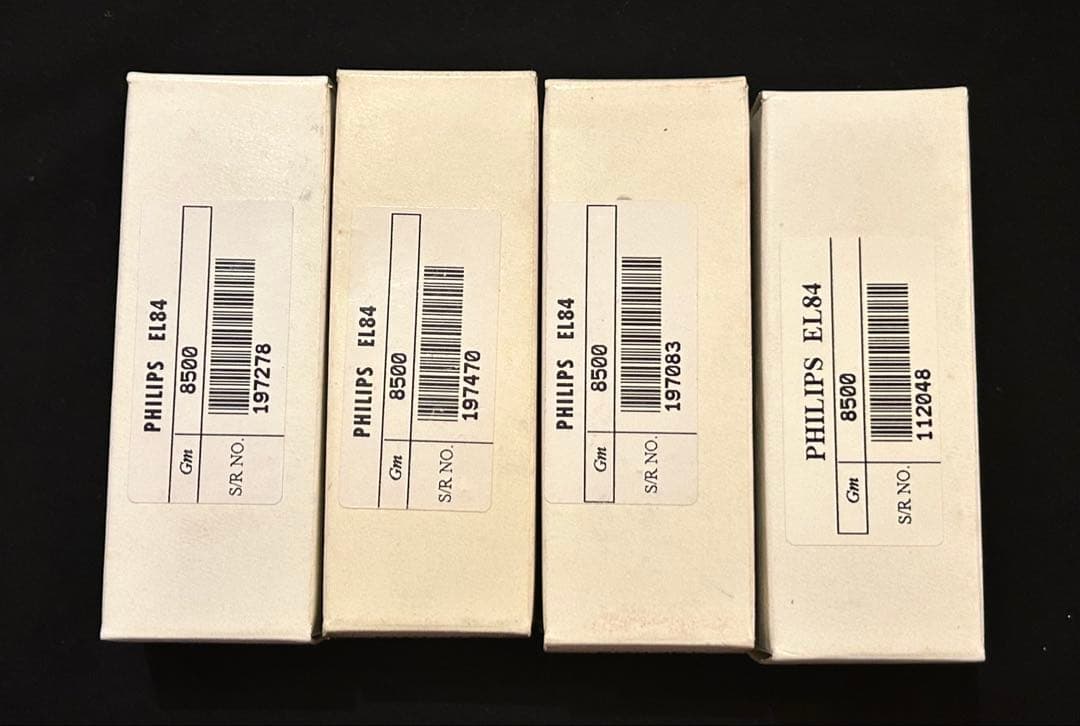 PHILIPS EL84
Gm 8500
S/R NO. 197278
PHILIPS EL84
Gm 8500
S/R NO. 197470
PHILIPS EL84
Gm 8500
S/R NO. 197083
PHILIPS EL84
Gm 8500
S/R NO. 112048